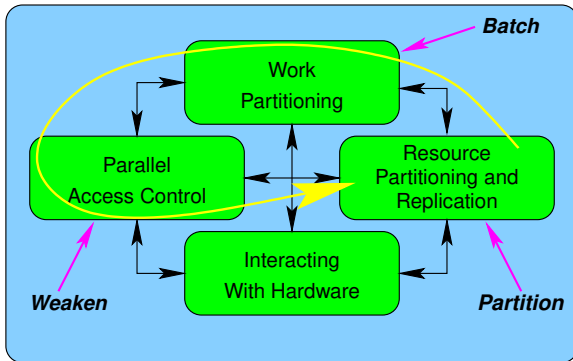 Batch
Work
Partitioning
Parallel
Access Control
Resource
Partitioning and
Replication
Interacting
With Hardware
Weaken
Partition